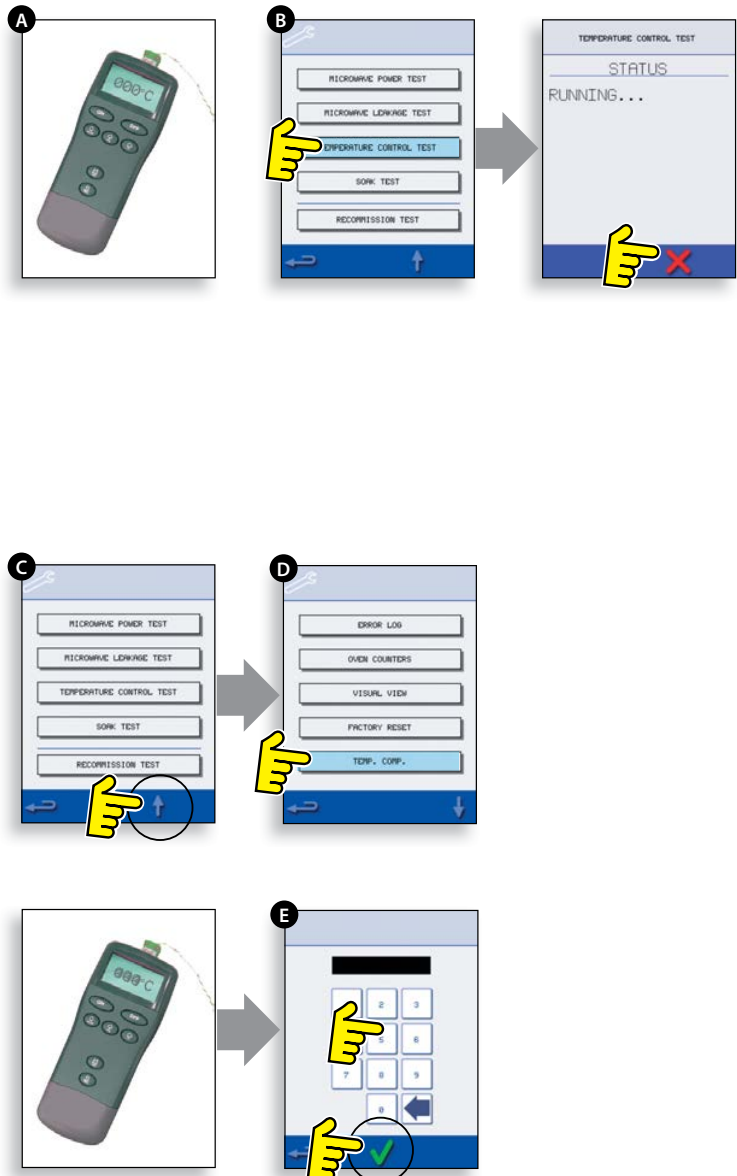 A
000°C
B
MICROWAVE POWER TEST
MICROWAVE LEAKAGE TEST
EMPERATURE CONTROL TEST
SOAK TEST
RECOMMISSION TEST
TEMPERATURE CONTROL TEST
STATUS
RUNNING...
C
MICROWAVE POWER TEST
MICROWAVE LEAKAGE TEST
TEMPERATURE CONTROL TEST
SOAK TEST
RECOMMISSION TEST
D
ERROR LOG
OVEN COUNTERS
VISUAL VIEW
FACTORY RESET
TEMP. COMP.
000°C
E
2 3
5 6
7 8 9
0